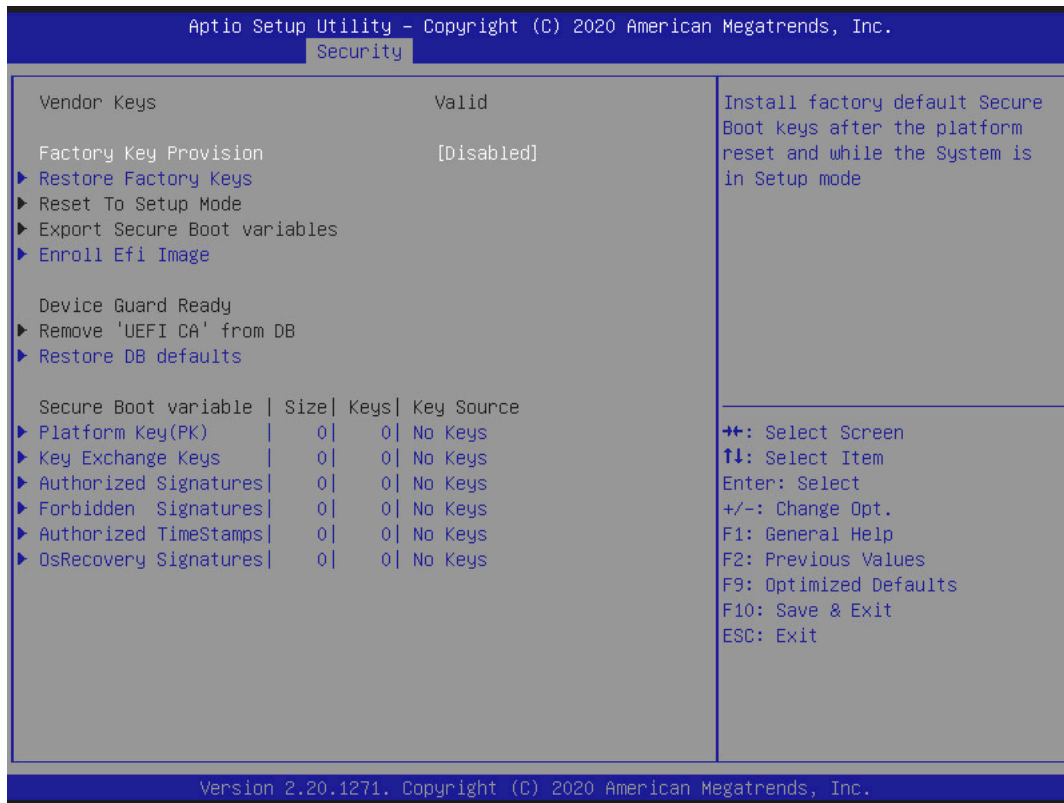 Aptio Setup Utility – Copyright (C) 2020 American Megatrends, Inc.
Security
Vendor Keys Valid
Factory Key Provision [Disabled]
▶ Restore Factory Keys
▶ Reset To Setup Mode
▶ Export Secure Boot variables
▶ Enroll Efi Image
Device Guard Ready
▶ Remove 'UEFI CA' from DB
▶ Restore DB defaults
Secure Boot variable | Size| Keys| Key Source
▶ Platform Key(PK) | 0| 0| No Keys
▶ Key Exchange Keys | 0| 0| No Keys
▶ Authorized Signatures| 0| 0| No Keys
▶ Forbidden Signatures| 0| 0| No Keys
▶ Authorized TimeStamps| 0| 0| No Keys
▶ OsRecovery Signatures| 0| 0| No Keys
Install factory default Secure
Boot keys after the platform
reset and while the System is
in Setup mode
→←: Select Screen
↑↓: Select Item
Enter: Select
+/-: Change Opt.
F1: General Help
F2: Previous Values
F9: Optimized Defaults
F10: Save & Exit
ESC: Exit
Version 2.20.1271. Copyright (C) 2020 American Megatrends, Inc.